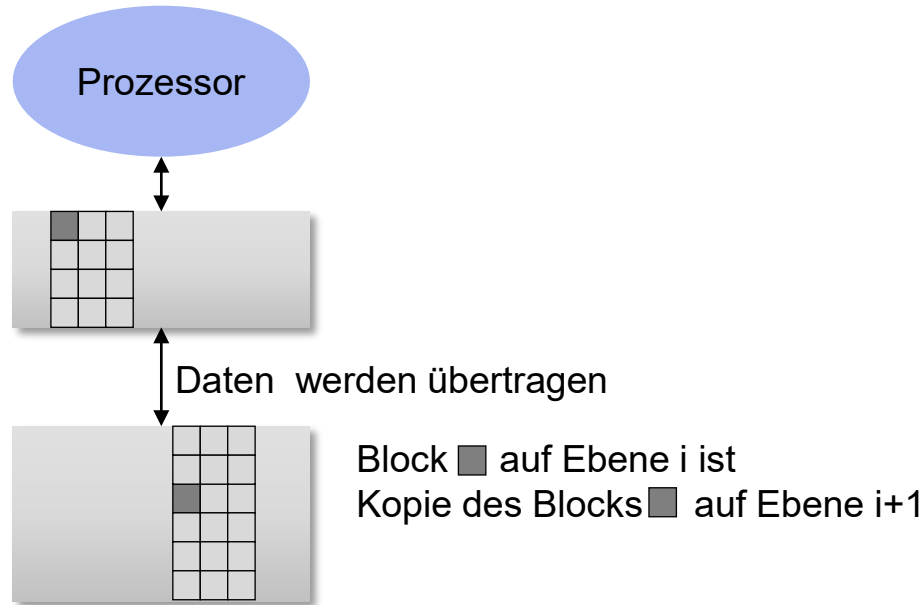 Prozessor
Daten werden übertragen
Block auf Ebene i ist
Kopie des Blocks auf Ebene i+1